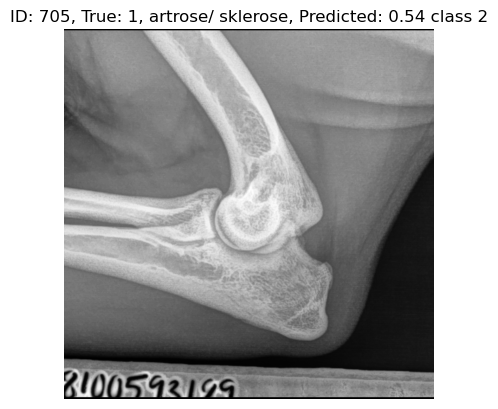 ID: 705, True: 1, artrose/ sklerose, Predicted: 0.54 class 2
8100593199